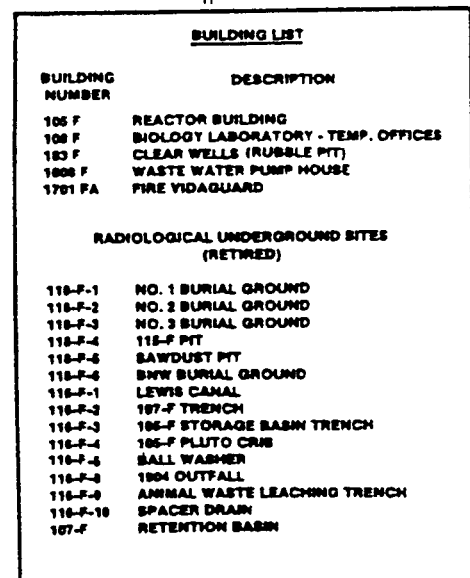 BUILDING LIST
BUILDING NUMBER DESCRIPTION
105 F REACTOR BUILDING
108 F BIOLOGY LABORATORY - TEMP. OFFICES
183 F CLEAR WELLS (RUBBLE PIT)
1608 F WASTE WATER PUMP HOUSE
1701 FA FIRE VIDAGUARD
RADIOLOGICAL UNDERGROUND SITES
(RETIRED)
118-F-1 NO. 1 BURIAL GROUND
118-F-2 NO. 2 BURIAL GROUND
118-F-3 NO. 3 BURIAL GROUND
118-F-4 115-F PIT
118-F-5 SAWDUST PIT
118-F-6 BNW BURIAL GROUND
116-F-1 LEWIS CANAL
116-F-2 107-F TRENCH
116-F-3 105-F STORAGE BASIN TRENCH
116-F-4 105-F PLUTO CRIB
116-F-5 BALL WASHER
116-F-8 1904 OUTFALL
116-F-9 ANIMAL WASTE LEACHING TRENCH
116-F-10 SPACER DRAIN
107-F RETENTION BASIN